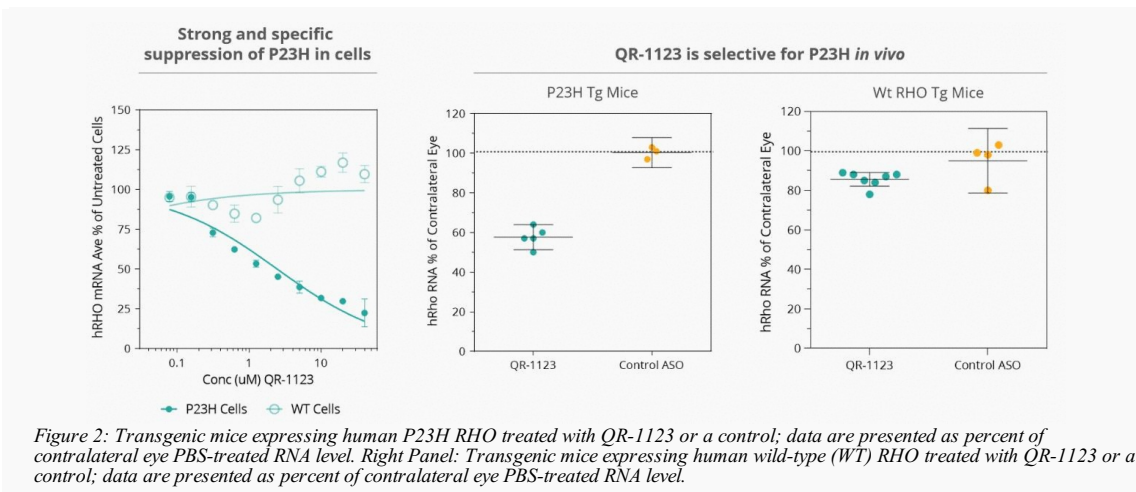 Strong and specific
suppression of P23H in cells
QR-1123 is selective for P23H in vivo
P23H Tg Mice
Wt RHO Tg Mice
hRHO mRNA Ave % of Untreated Cells
150
125
100
75
50
25
0
0.1
1
10
Conc (uM) QR-1123
P23H Cells
WT Cells
hRho RNA % of Contralateral Eye
120
100
80
60
40
20
0
QR-1123
Control ASO
hRho RNA % of Contralateral Eye
120
100
80
60
40
20
0
QR-1123
Control ASO
Figure 2: Transgenic mice expressing human P23H RHO treated with QR-1123 or a control; data are presented as percent of
contralateral eye PBS-treated RNA level. Right Panel: Transgenic mice expressing human wild-type (WT) RHO treated with QR-1123 or a
control; data are presented as percent of contralateral eye PBS-treated RNA level.